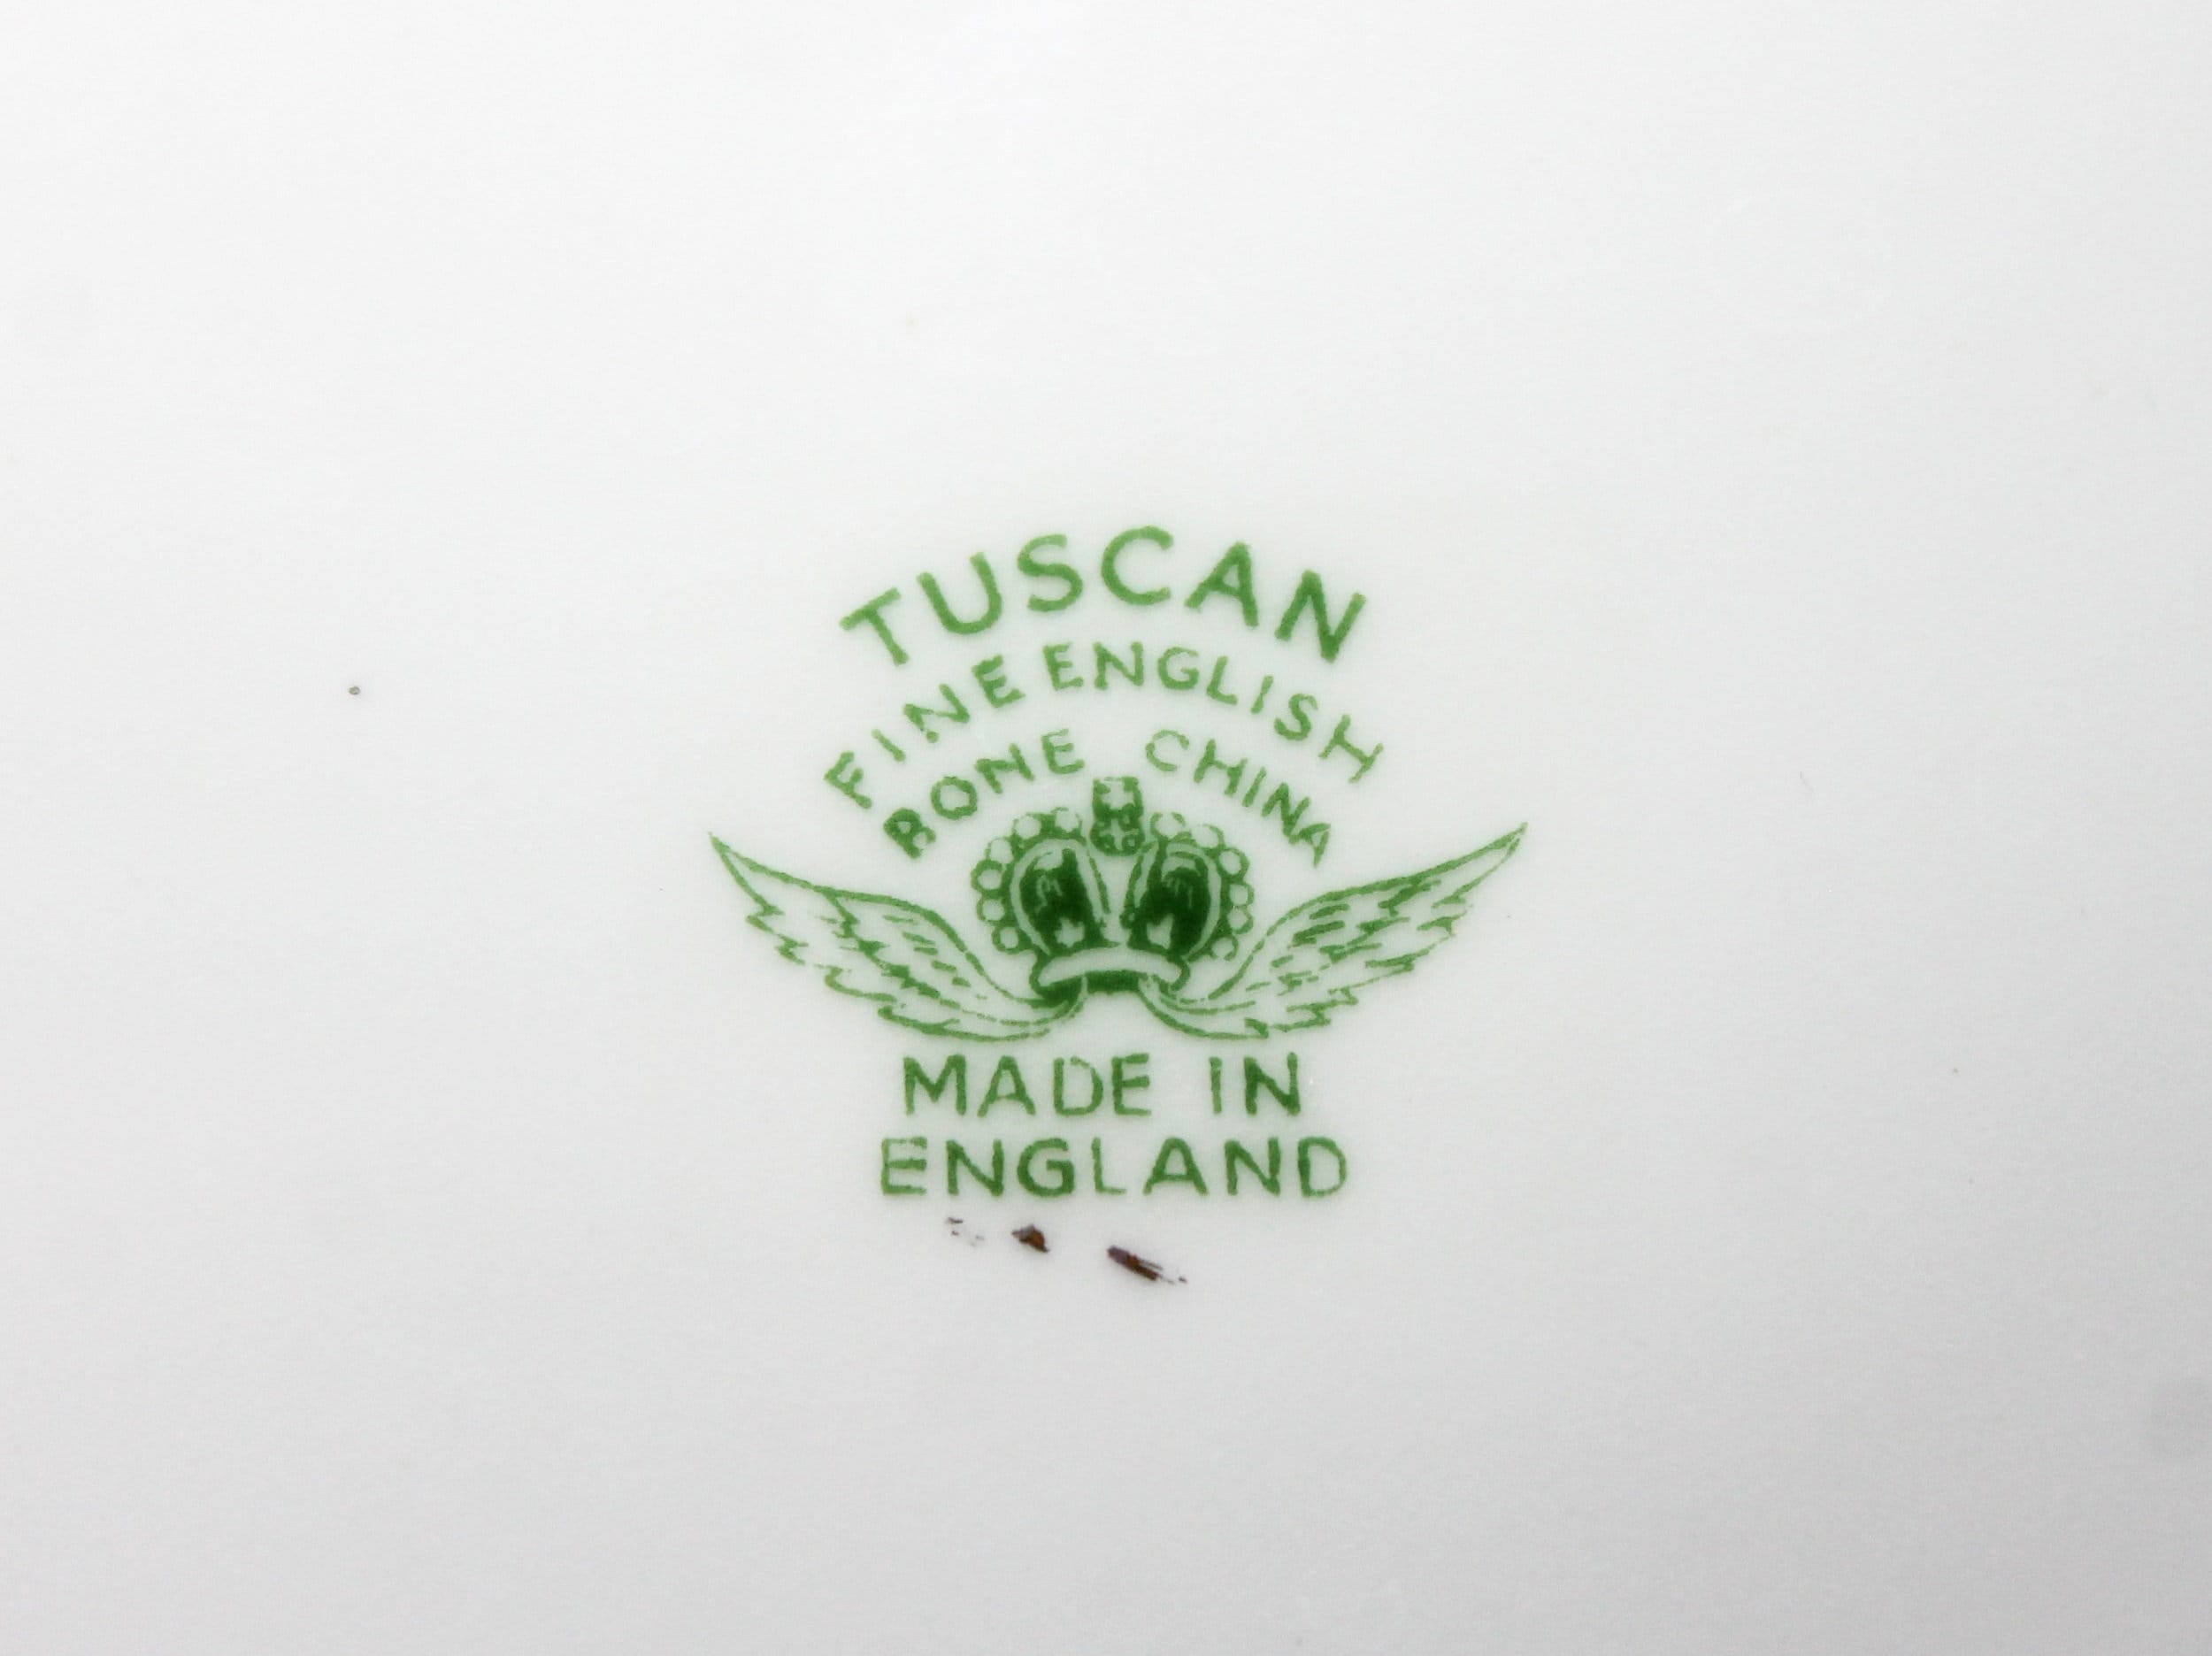 TUSCAN
FINE ENGLISH
BONE CHINA
MADE IN
ENGLAND